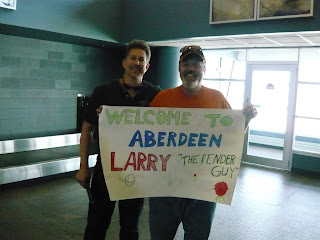 WELCOME TO
ABERDEEN
LARRY "THE FENDER
GUY"